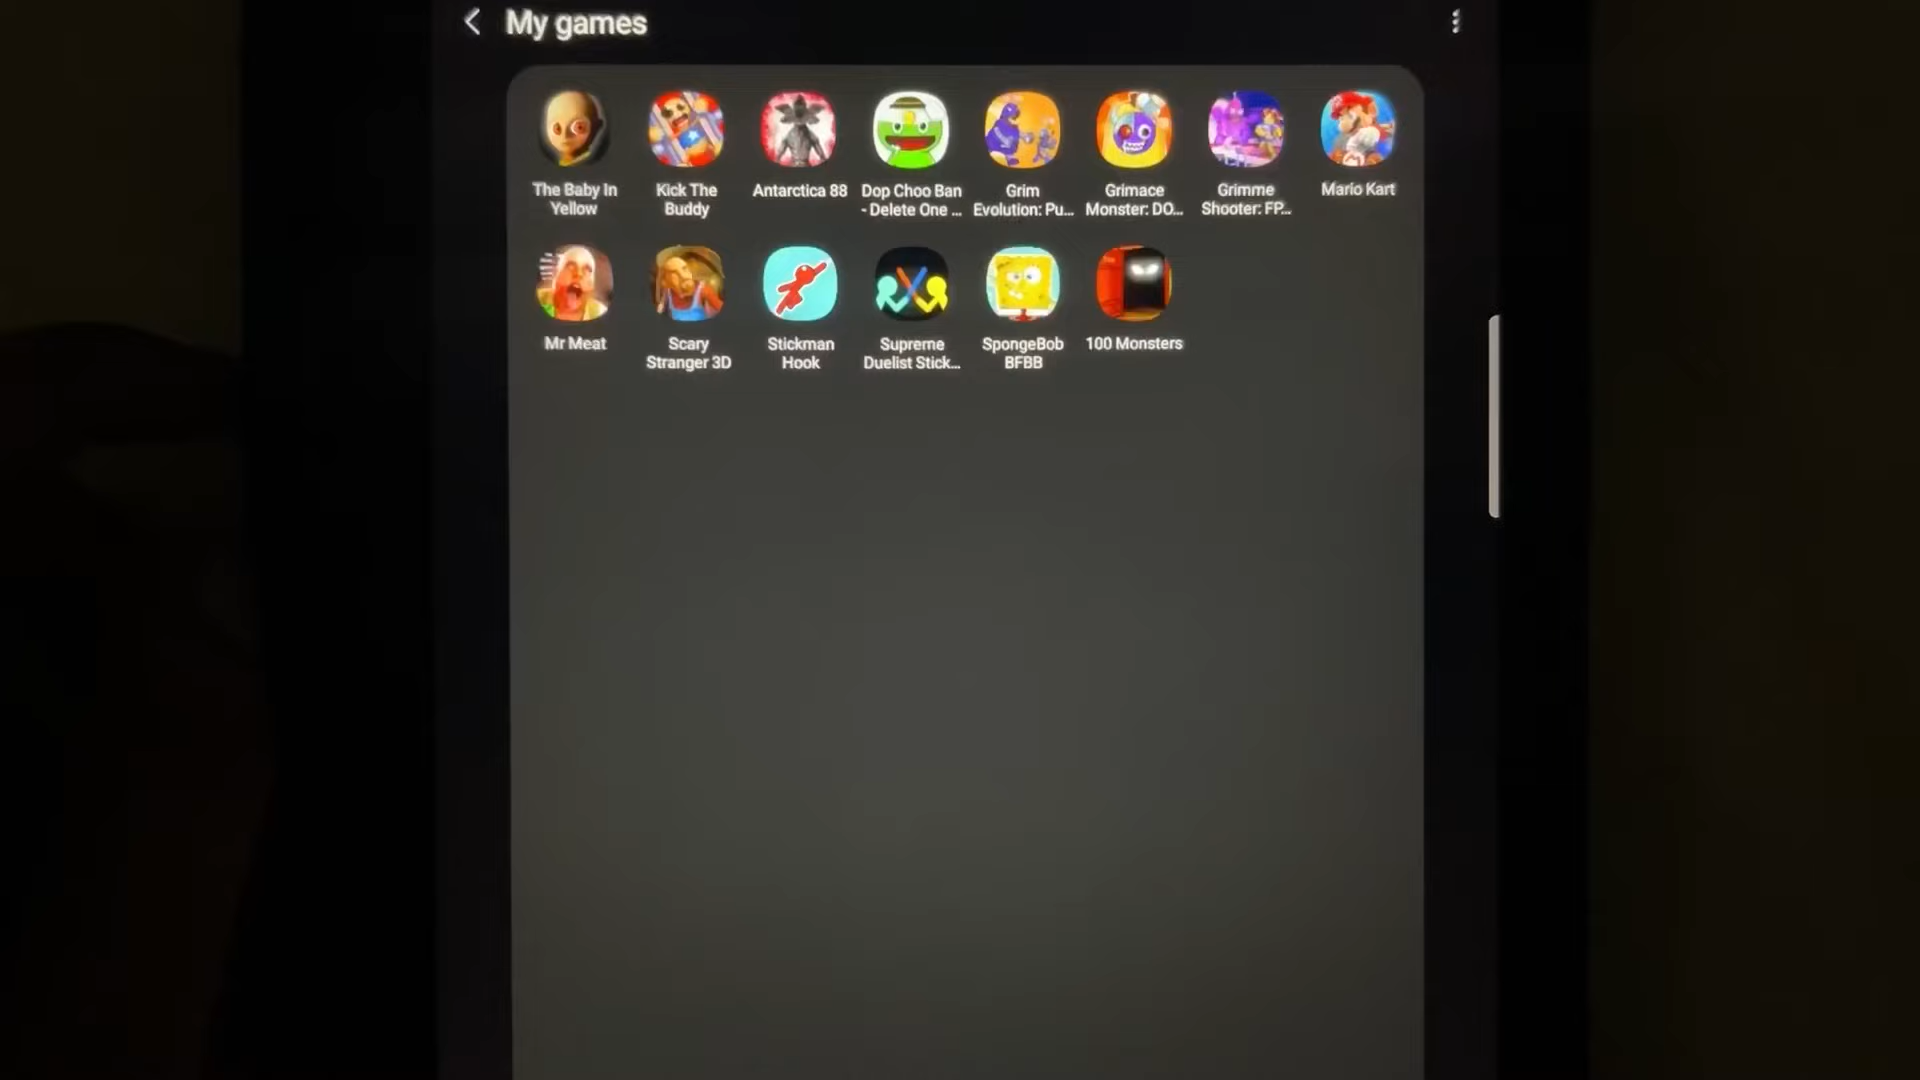 My games
The Baby In
Yellow
Kick The
Buddy
Antarctica 88
Dop Choo Ban
- Delete One ...
Grim
Evolution: Pu...
Grimace
Monster: DO...
Grimme
Shooter: FP...
Mario Kart
Mr Meat
Scary
Stranger 3D
Stickman
Hook
Supreme
Duelist Stick...
SpongeBob
BFBB
100 Monsters